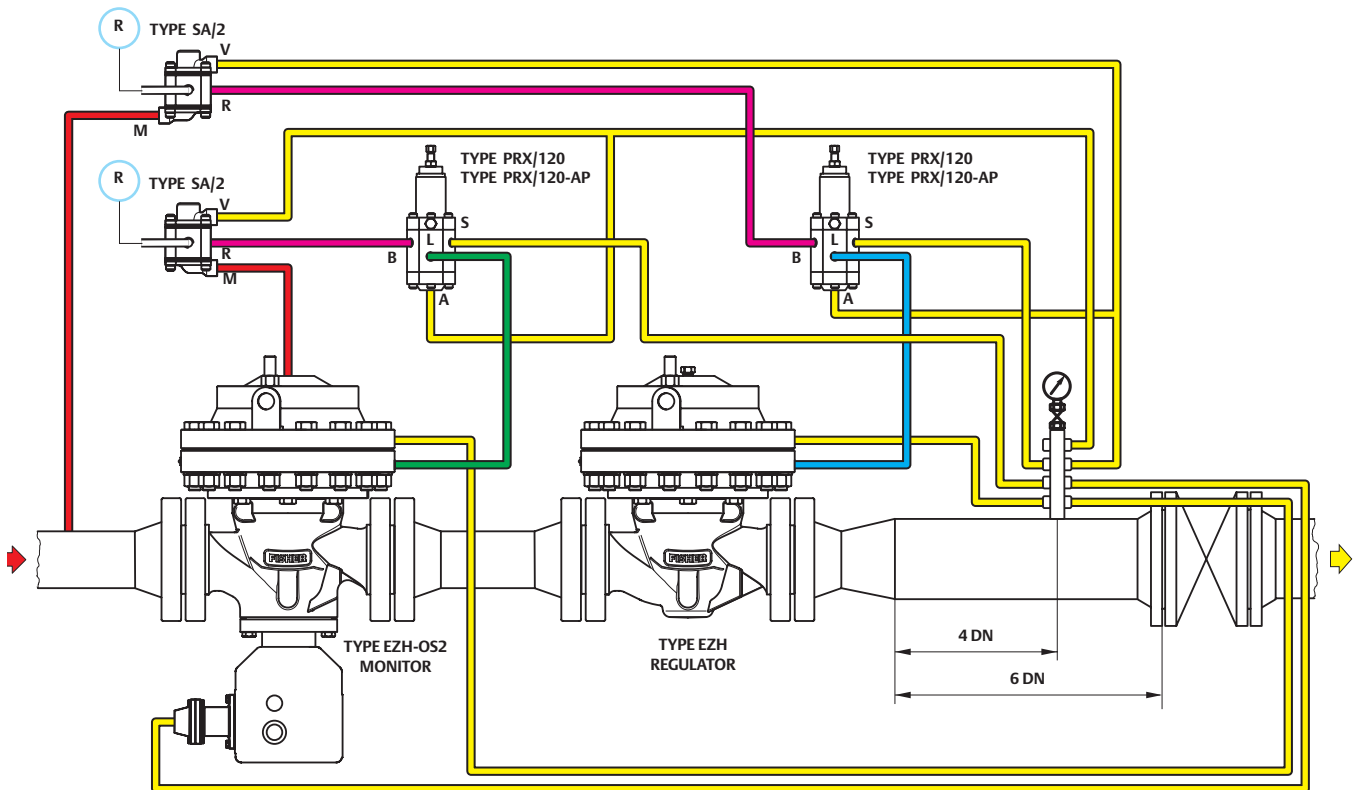 R
TYPE SA/2
V
R
M
R
TYPE SA/2
V
R
M
TYPE PRX/120
TYPE PRX/120-AP
S
L
B
A
TYPE PRX/120
TYPE PRX/120-AP
S
L
B
A
FISHER
FISHER
TYPE EZH-OS2
MONITOR
TYPE EZH
REGULATOR
4 DN
6 DN